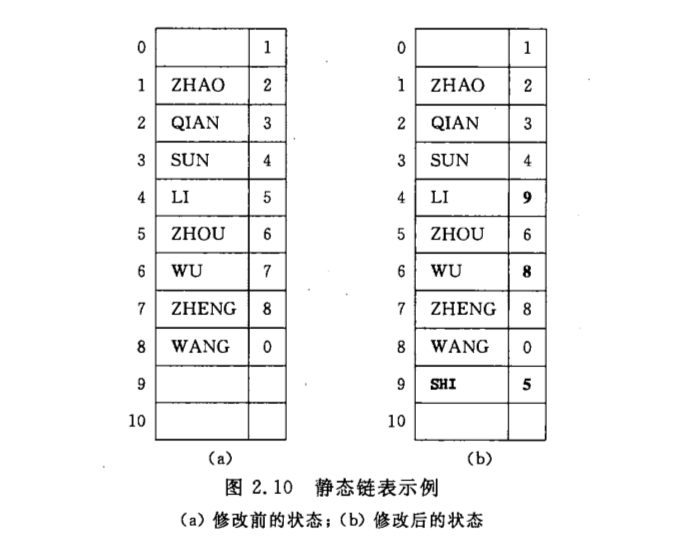 0 1 0 1
1 ZHAO 2 1 ZHAO 2
2 QIAN 3 2 QIAN 3
3 SUN 4 3 SUN 4
4 LI 5 4 LI 9
5 ZHOU 6 5 ZHOU 6
6 WU 7 6 WU 8
7 ZHENG 8 7 ZHENG 8
8 WANG 0 8 WANG 0
9 9 SHI 5
10 10
(a) (b)
图 2.10 静态链表示例
(a) 修改前的状态;(b) 修改后的状态